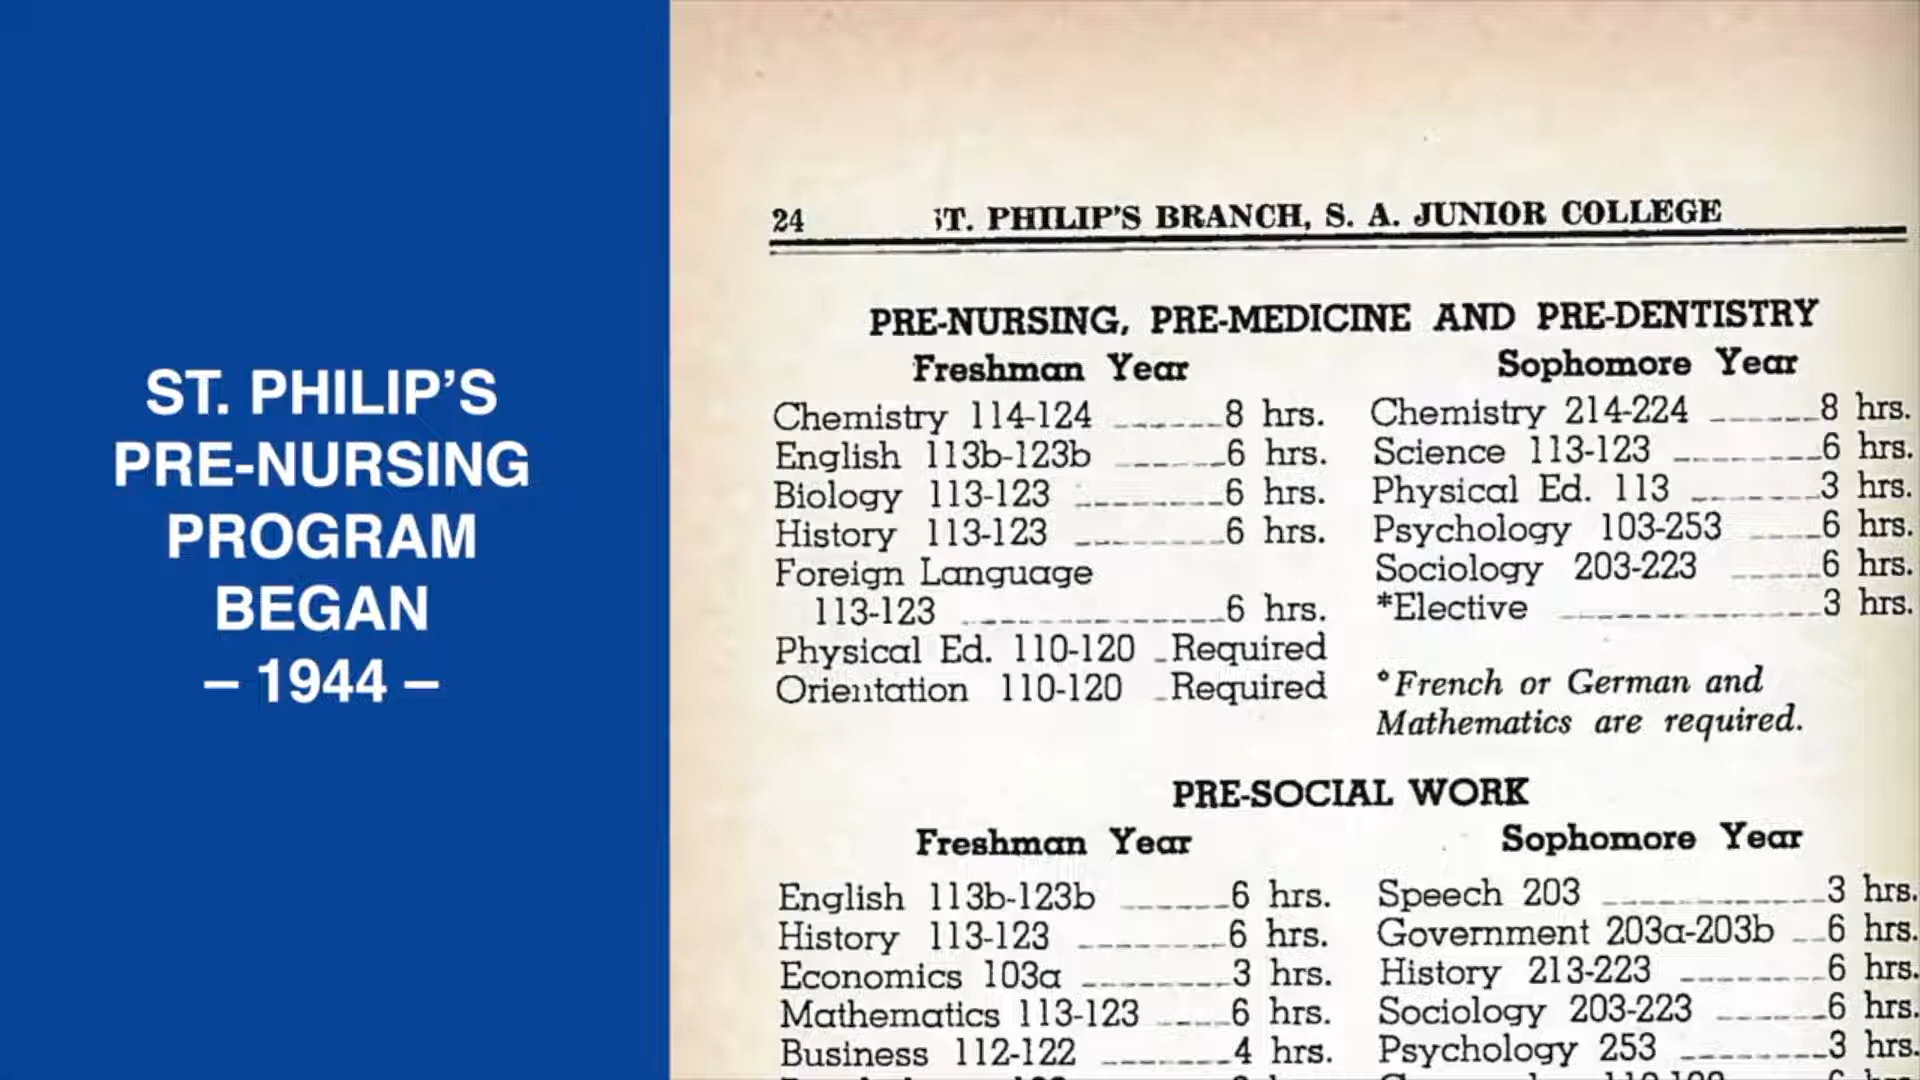 ST. PHILIP'S
PRE-NURSING
PROGRAM
BEGAN
– 1944 –
24 ST. PHILIP'S BRANCH, S. A. JUNIOR COLLEGE
PRE-NURSING, PRE-MEDICINE AND PRE-DENTISTRY
Freshman Year
Chemistry 114-124 -------8 hrs.
English 113b-123b -------6 hrs.
Biology 113-123 ---------6 hrs.
History 113-123 ---------6 hrs.
Foreign Language
113-123 ----------------6 hrs.
Physical Ed. 110-120 -Required
Orientation 110-120 -Required
Sophomore Year
Chemistry 214-224 -------8 hrs.
Science 113-123 ---------6 hrs.
Physical Ed. 113 --------3 hrs.
Psychology 103-253 ----6 hrs.
Sociology 203-223 ------6 hrs.
*Elective ----------------3 hrs.
*French or German and
Mathematics are required.
PRE-SOCIAL WORK
Freshman Year
English 113b-123b -------6 hrs.
History 113-123 ---------6 hrs.
Economics 103a ---------3 hrs.
Mathematics 113-123 ----6 hrs.
Business 112-122 --------4 hrs.
Sophomore Year
Speech 203 -------------3 hrs.
Government 203a-203b --6 hrs.
History 213-223 ---------6 hrs.
Sociology 203-223 -------6 hrs.
Psychology 253 ---------3 hrs.